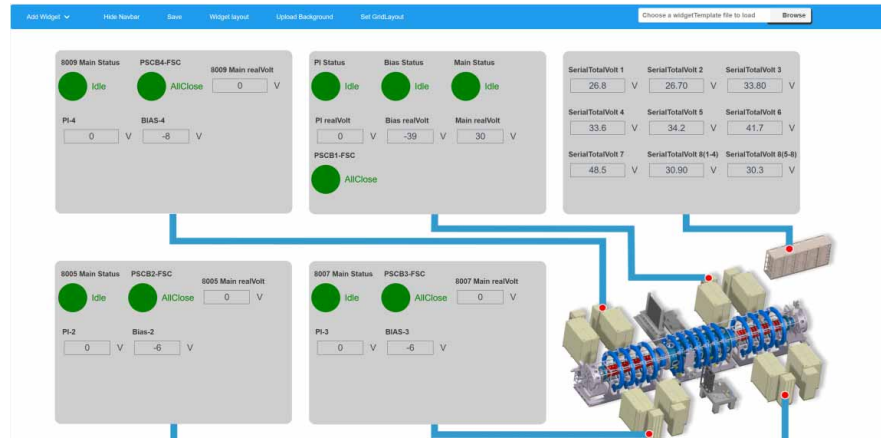 Add Widget Hide Navbar Save Widget layout Upload Background Set GridLayout Choose a widgetTemplate file to load Browse
8009 Main Status PSCB4-FSC 8009 Main realVolt
Idle AllClose 0 V
PI-4 BIAS-4
0 V -8 V
PI Status Bias Status Main Status
Idle Idle Idle
PI realVolt Bias realVolt Main realVolt
0 V -39 V 30 V
PSCB1-FSC
AllClose
SerialTotalVolt 1 SerialTotalVolt 2 SerialTotalVolt 3
26.8 V 26.70 V 33.80 V
SerialTotalVolt 4 SerialTotalVolt 5 SerialTotalVolt 6
33.6 V 34.2 V 41.7 V
SerialTotalVolt 7 SerialTotalVolt 8(1-4) SerialTotalVolt 8(5-8)
48.5 V 30.90 V 30.3 V
8005 Main Status PSCB2-FSC 8005 Main realVolt
Idle AllClose 0 V
PI-2 Bias-2
0 V -6 V
8007 Main Status PSCB3-FSC 8007 Main realVolt
Idle AllClose 0 V
PI-3 BIAS-3
0 V -6 V